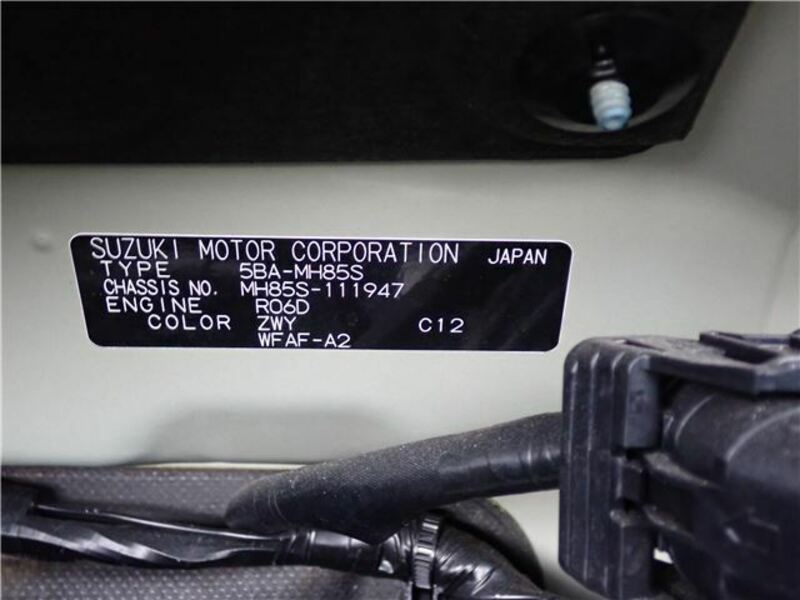 SUZUKI MOTOR CORPORATION JAPAN
TYPE 5BA-MH85S
CHASSIS NO. MH85S-111947
ENGINE R06D
COLOR ZWY C12
WFAF-A2